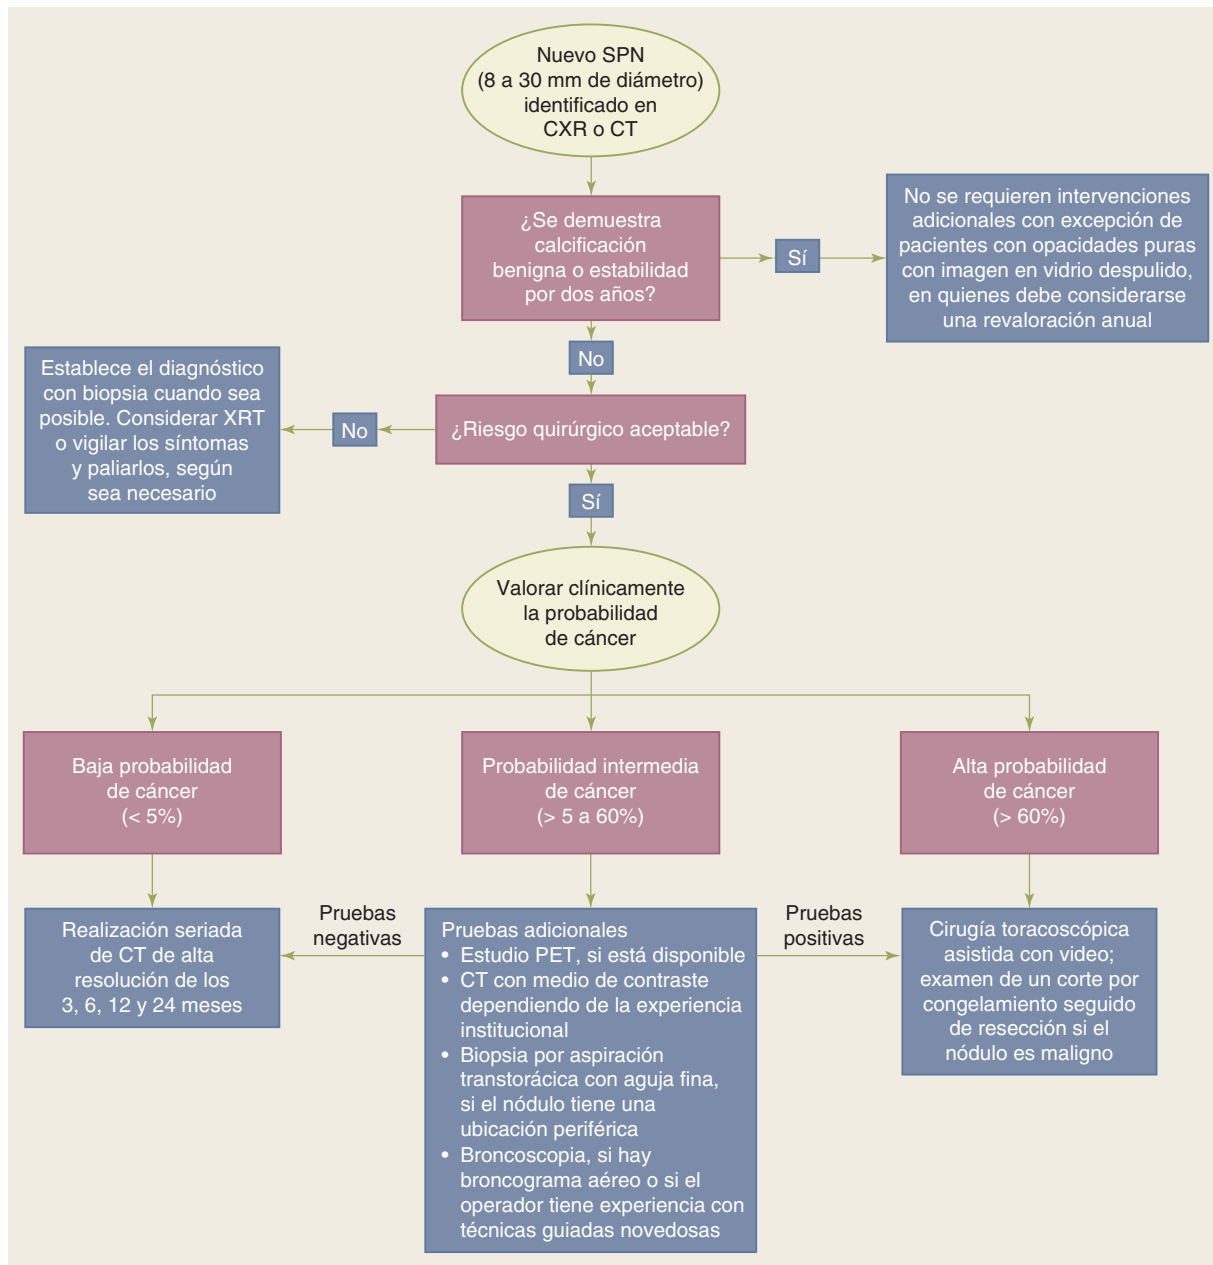 Nuevo SPN
(8 a 30 mm de diámetro)
identificado en
CXR o CT
¿Se demuestra
calcificación
benigna o estabilidad
por dos años?
Sí
No se requieren intervenciones
adicionales con excepción de
pacientes con opacidades puras
con imagen en vidrio despulido,
en quienes debe considerarse
una revaloración anual
No
¿Riesgo quirúrgico aceptable?
No
Establece el diagnóstico
con biopsia cuando sea
posible. Considerar XRT
o vigilar los síntomas
y paliarlos, según
sea necesario
Sí
Valorar clínicamente
la probabilidad
de cáncer
Baja probabilidad
de cáncer
(< 5%)
Probabilidad intermedia
de cáncer
(> 5 a 60%)
Alta probabilidad
de cáncer
(> 60%)
Realización seriada
de CT de alta
resolución de los
3, 6, 12 y 24 meses
Pruebas
negativas
Pruebas adicionales
• Estudio PET, si está disponible
• CT con medio de contraste
dependiendo de la experiencia
institucional
• Biopsia por aspiración
transtorácica con aguja fina,
si el nódulo tiene una
ubicación periférica
• Broncoscopia, si hay
broncograma aéreo o si el
operador tiene experiencia con
técnicas guiadas novedosas
Pruebas
positivas
Cirugía toracoscópica
asistida con video;
examen de un corte por
congelamiento seguido
de resección si el
nódulo es maligno